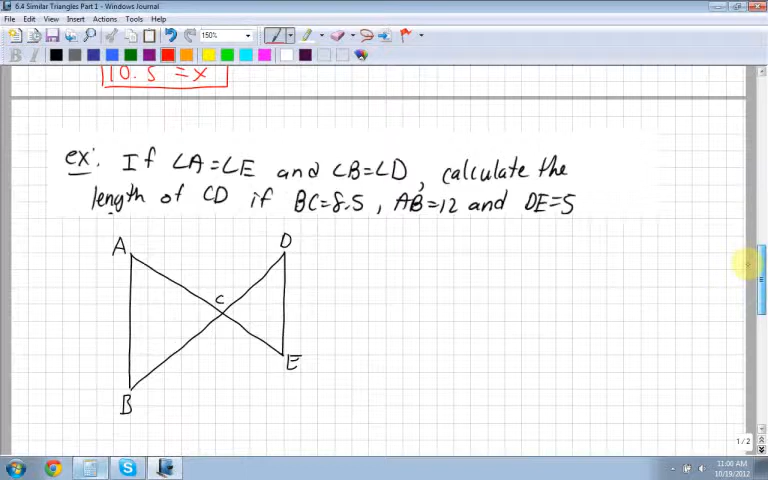 6.4 Similar Triangles Part 1 - Windows Journal
File Edit View Insert Actions Tools Help
150%
B I
10.5 = x
ex: If ∠A=∠E and ∠B=∠D, calculate the
length of CD if BC=8.5, AB=12 and DE=5
A
D
C
E
B
1 / 2
11:00 AM
10/19/2012